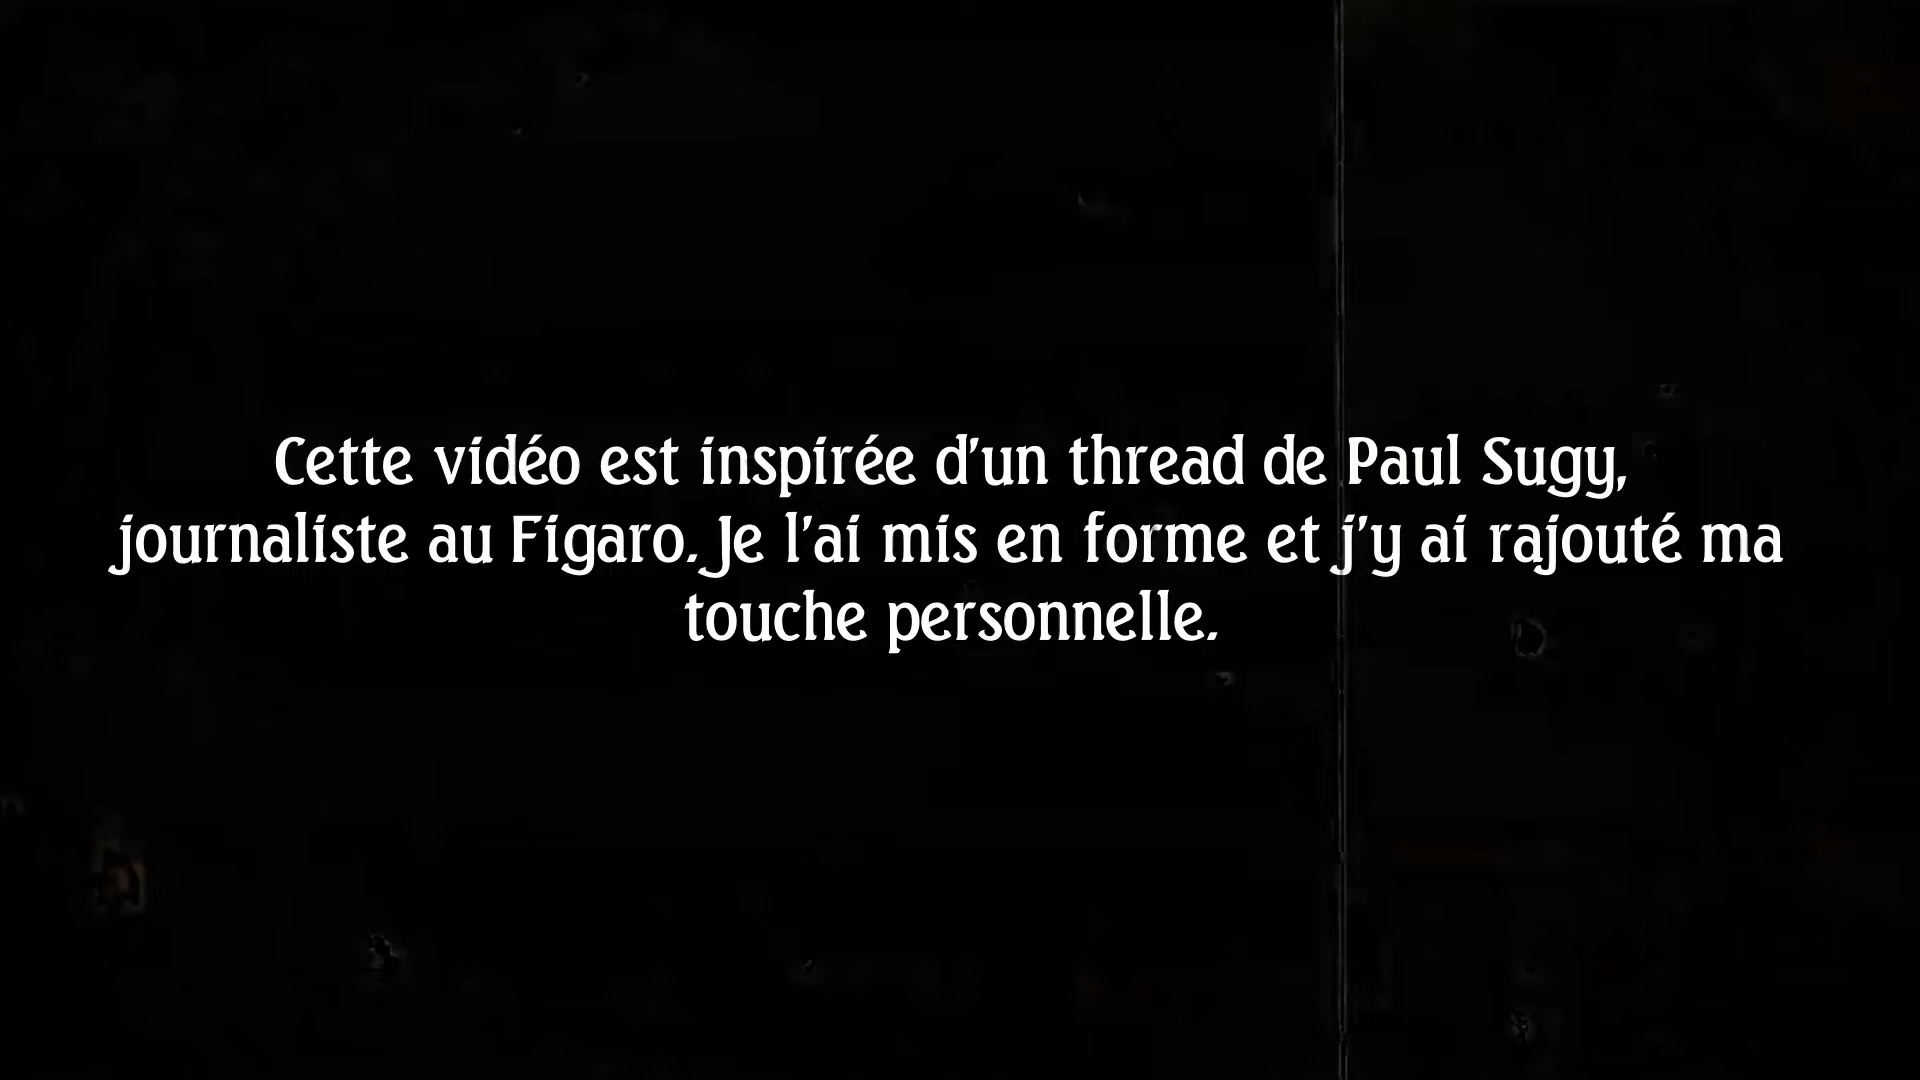 Cette vidéo est inspirée d'un thread de Paul Sugy,
journaliste au Figaro. Je l'ai mis en forme et j'y ai rajouté ma
touche personnelle.